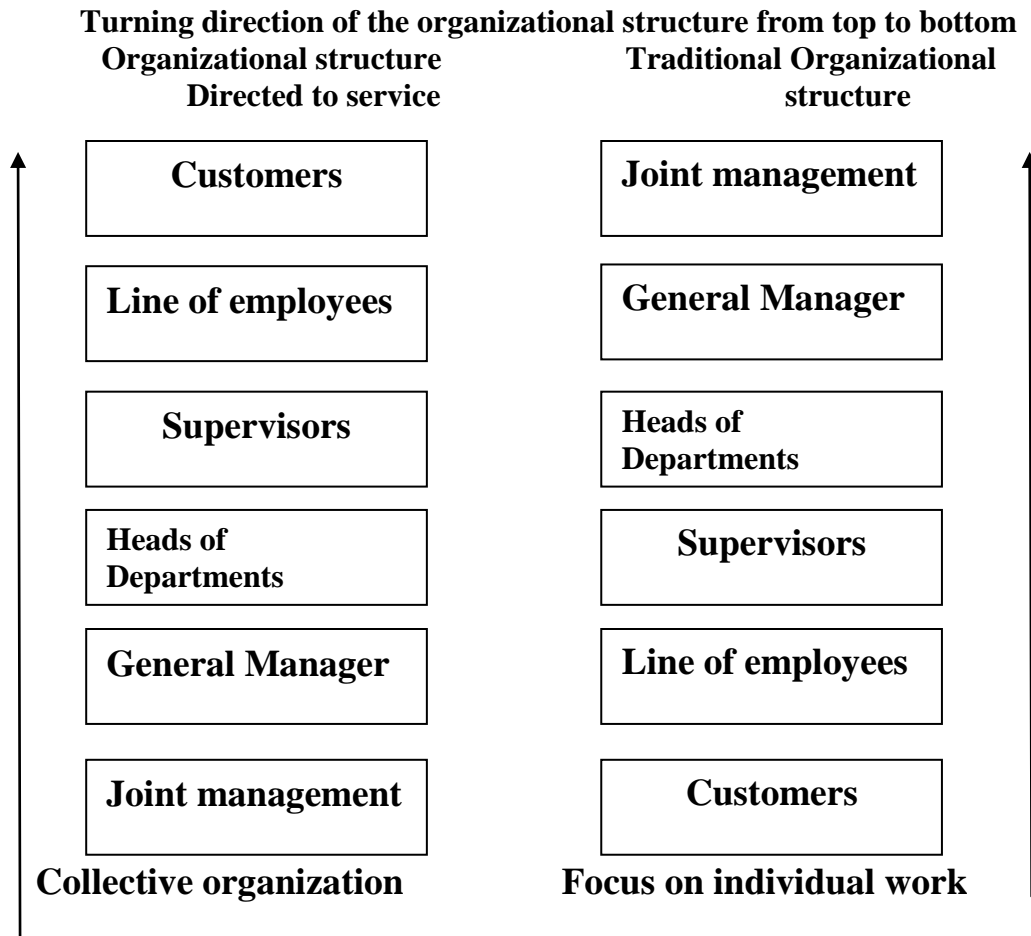 Turning direction of the organizational structure from top to bottom
Organizational structure
Directed to service
Traditional Organizational
structure
Customers
Line of employees
Supervisors
Heads of
Departments
General Manager
Joint management
Collective organization
Joint management
General Manager
Heads of
Departments
Supervisors
Line of employees
Customers
Focus on individual work